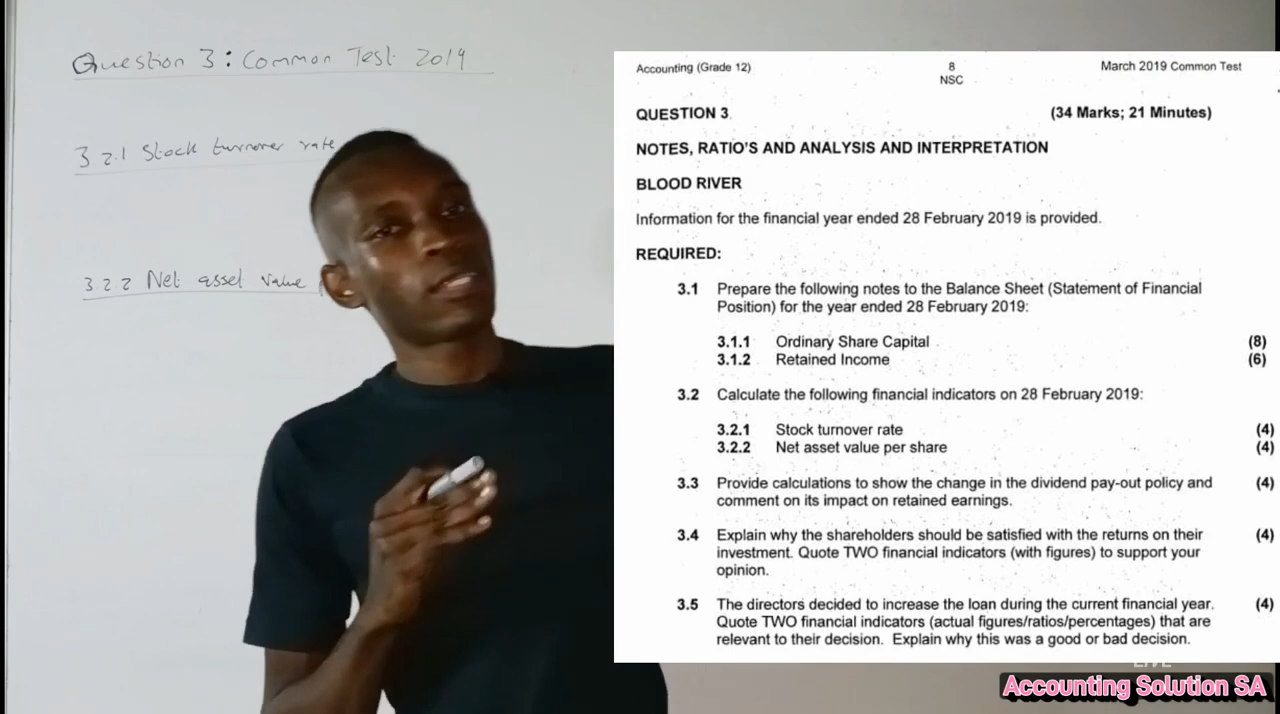 Question 3: Common Test 2019
3.2.1 Stock turnover rate
3.2.2 Net asset value
Accounting (Grade 12) 8 March 2019 Common Test
NSC
QUESTION 3 (34 Marks; 21 Minutes)
NOTES, RATIO'S AND ANALYSIS AND INTERPRETATION
BLOOD RIVER
Information for the financial year ended 28 February 2019 is provided.
REQUIRED:
3.1 Prepare the following notes to the Balance Sheet (Statement of Financial
Position) for the year ended 28 February 2019:
3.1.1 Ordinary Share Capital (8)
3.1.2 Retained Income (6)
3.2 Calculate the following financial indicators on 28 February 2019:
3.2.1 Stock turnover rate (4)
3.2.2 Net asset value per share (4)
3.3 Provide calculations to show the change in the dividend pay-out policy and (4)
comment on its impact on retained earnings.
3.4 Explain why the shareholders should be satisfied with the returns on their (4)
investment. Quote TWO financial indicators (with figures) to support your
opinion.
3.5 The directors decided to increase the loan during the current financial year. (4)
Quote TWO financial indicators (actual figures/ratios/percentages) that are
relevant to their decision. Explain why this was a good or bad decision.
Accounting Solution SA